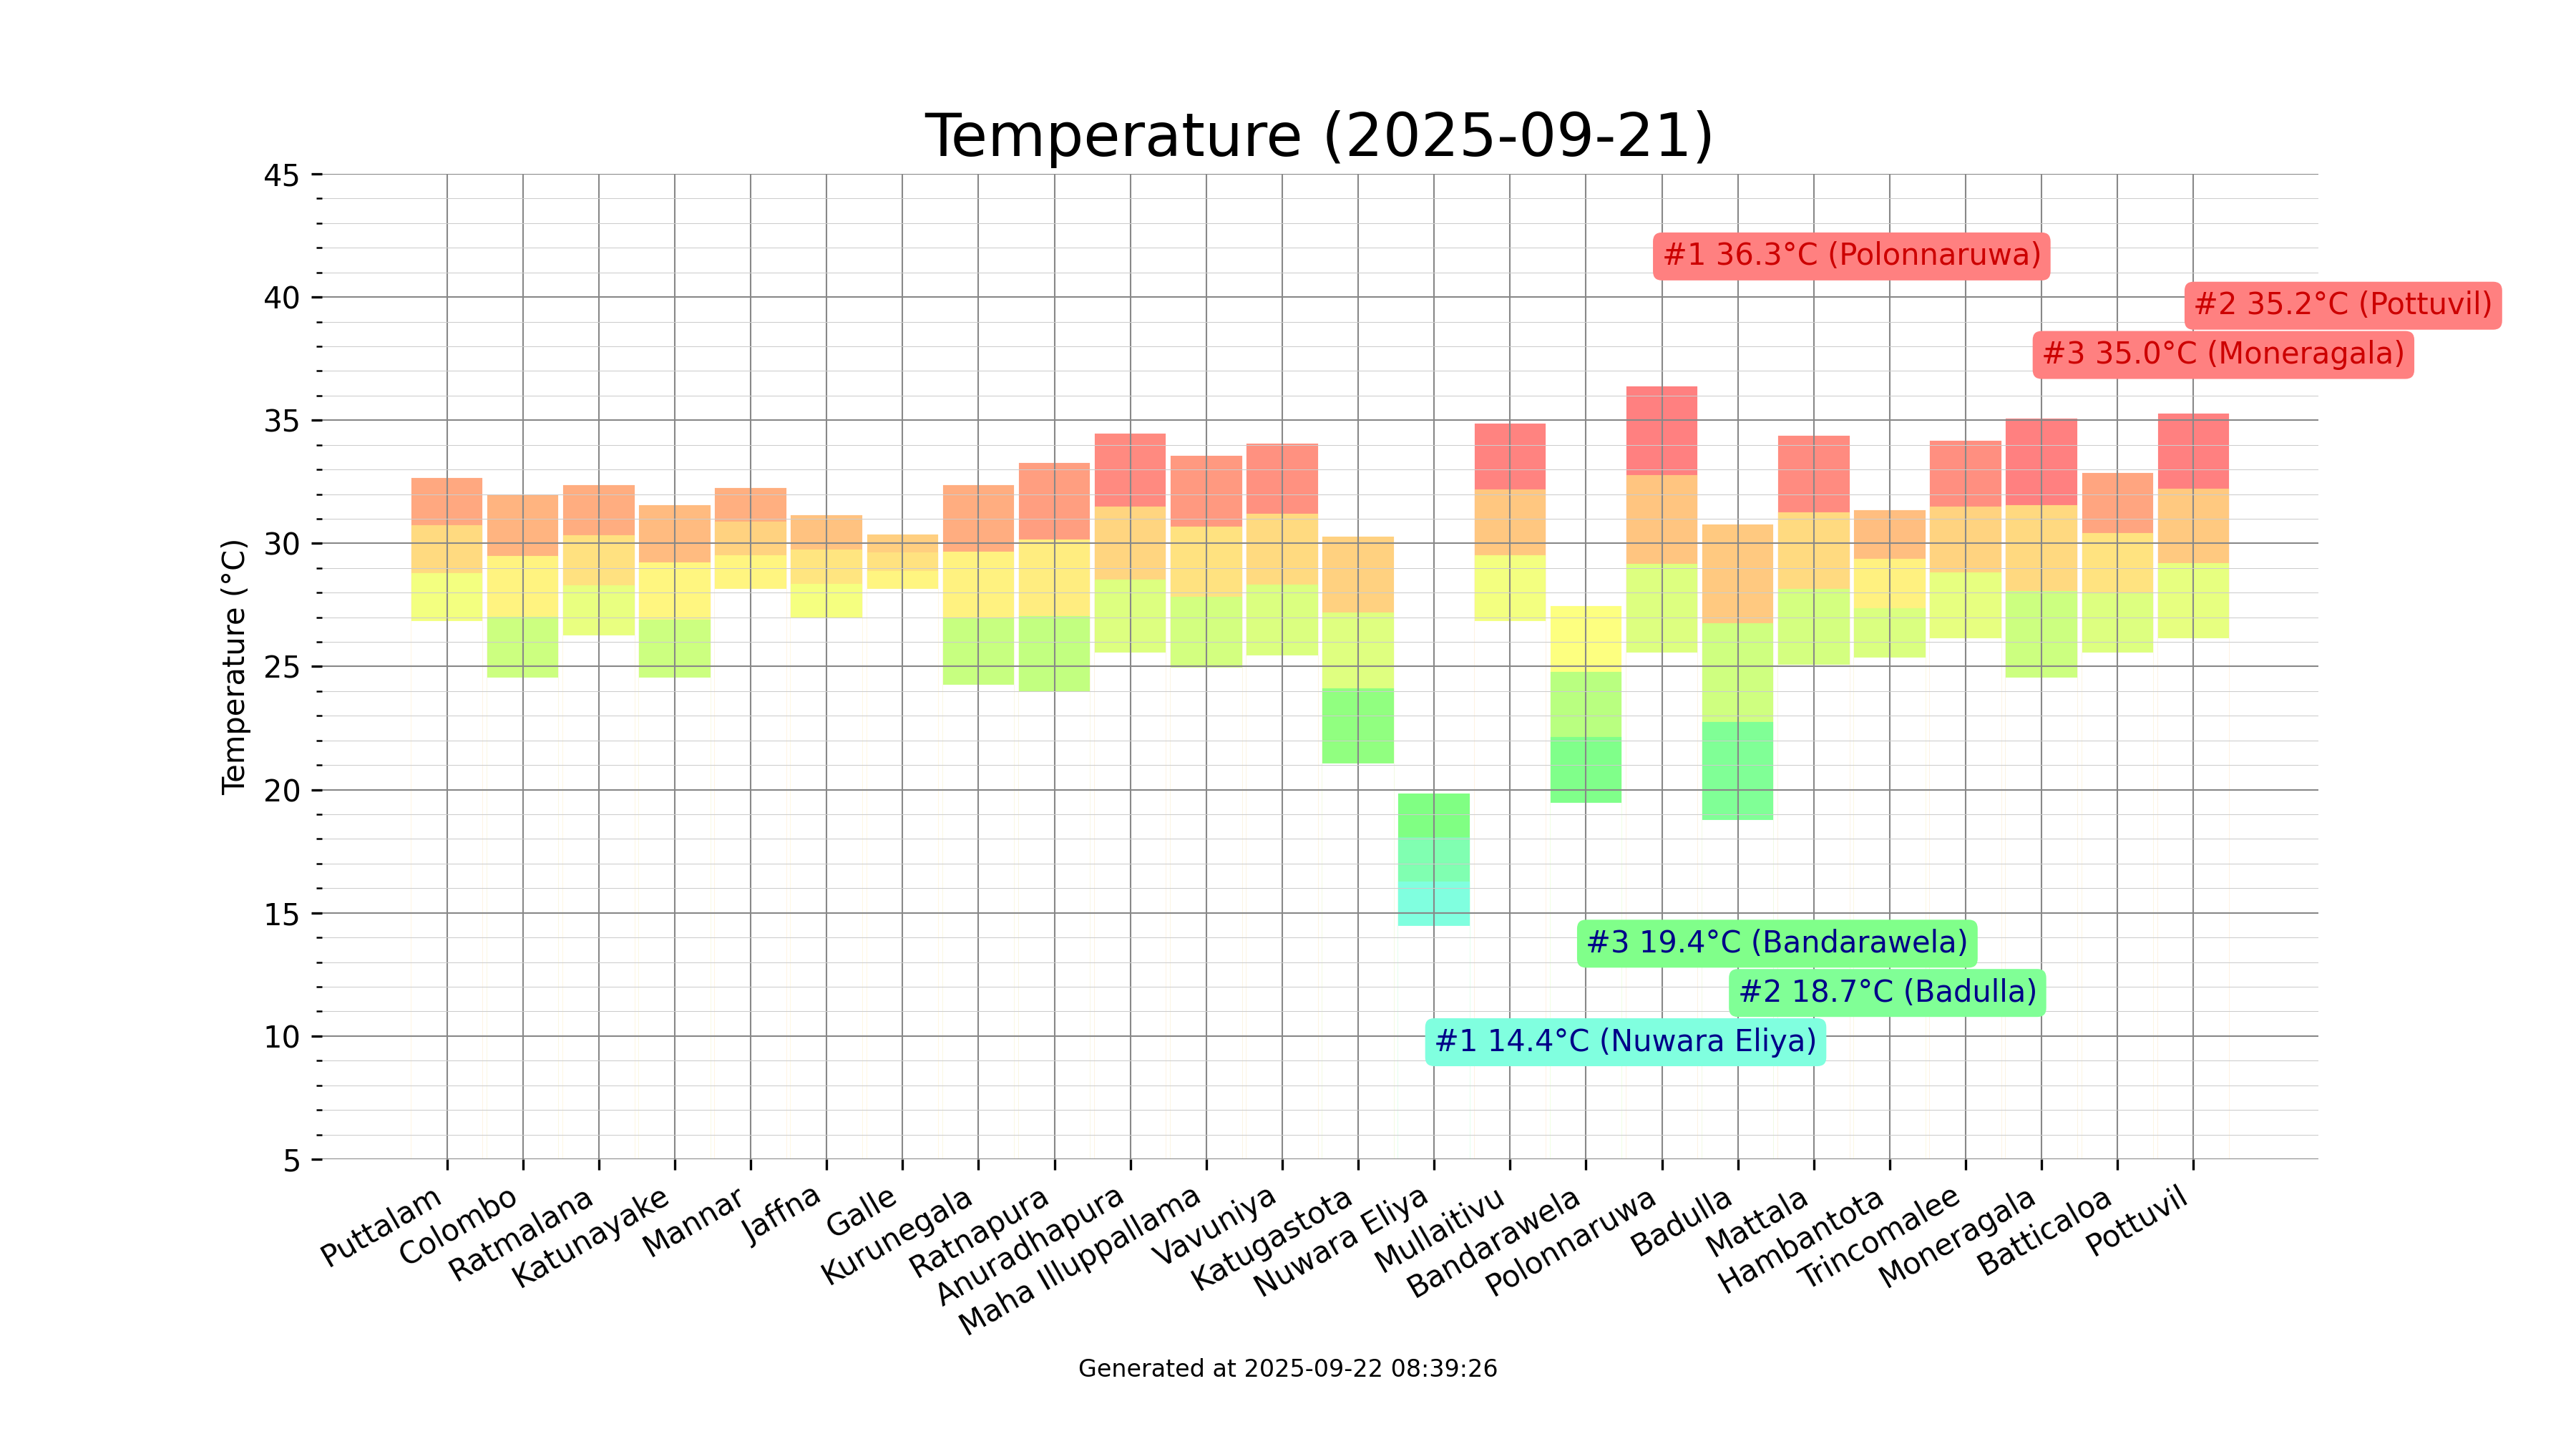 Temperature (2025-09-21)
45
40
35
30
25
20
15
10
5
Temperature (°C)
#1 36.3°C (Polonnaruwa)
#2 35.2°C (Pottuvil)
#3 35.0°C (Moneragala)
#3 19.4°C (Bandarawela)
#2 18.7°C (Badulla)
#1 14.4°C (Nuwara Eliya)
Puttalam
Colombo
Ratmalana
Katunayake
Mannar
Jaffna
Galle
Kurunegala
Ratnapura
Anuradhapura
Maha Illuppallama
Vavuniya
Katugastota
Nuwara Eliya
Mullaitivu
Bandarawela
Polonnaruwa
Badulla
Mattala
Hambantota
Trincomalee
Moneragala
Batticaloa
Pottuvil
Generated at 2025-09-22 08:39:26